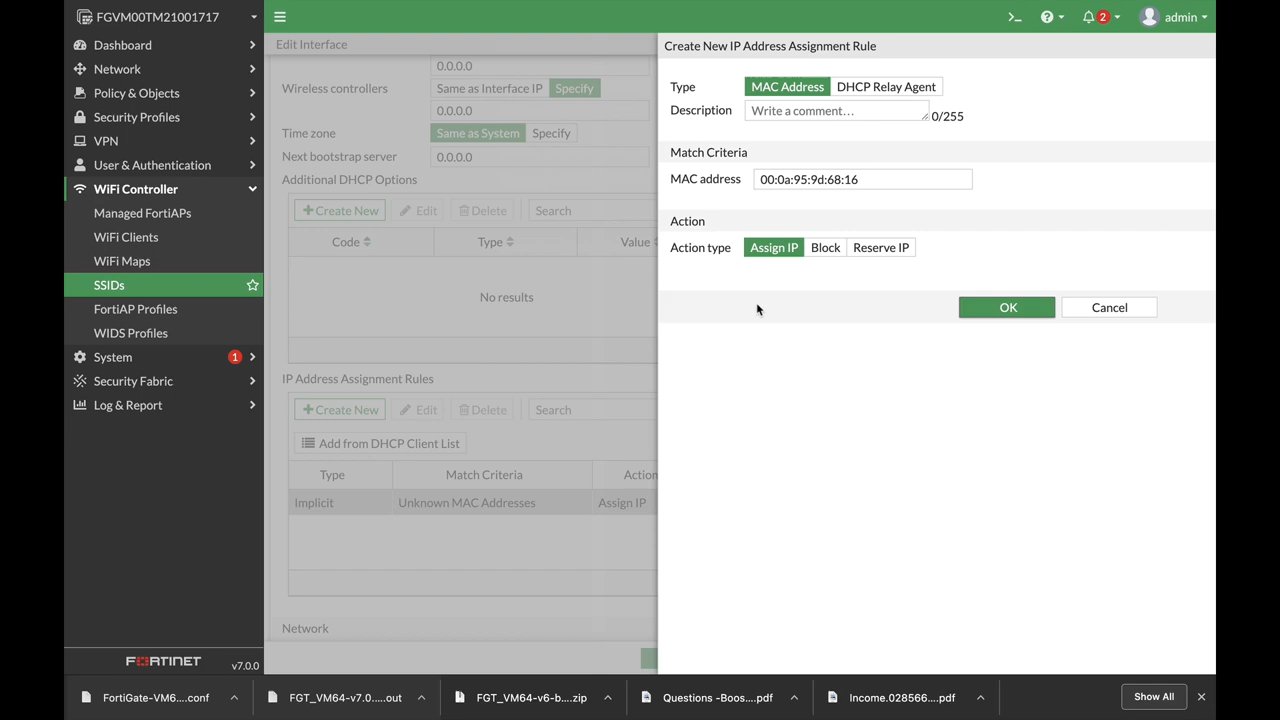 FGVM00TM21001717
2
admin
Dashboard
Network
Policy & Objects
Security Profiles
VPN
User & Authentication
WiFi Controller
Managed FortiAPs
WiFi Clients
WiFi Maps
SSIDs
FortiAP Profiles
WIDS Profiles
System
1
Security Fabric
Log & Report
FORTINET
v7.0.0
Edit Interface
0.0.0.0
Wireless controllers
Same as Interface IP
Specify
0.0.0.0
Time zone
Same as System
Specify
Next bootstrap server
0.0.0.0
Additional DHCP Options
+Create New
Edit
Delete
Search
Code
Type
Value
No results
IP Address Assignment Rules
+Create New
Edit
Delete
Search
Add from DHCP Client List
Type
Match Criteria
Action
Implicit
Unknown MAC Addresses
Assign IP
Network
Create New IP Address Assignment Rule
Type
MAC Address
DHCP Relay Agent
Description
Write a comment...
0/255
Match Criteria
MAC address
00:0a:95:9d:68:16
Action
Action type
Assign IP
Block
Reserve IP
OK
Cancel
FortiGate-VM6....conf
FGT_VM64-v7.0....out
FGT_VM64-v6-b....zip
Questions -Boos....pdf
Income.028566....pdf
Show All